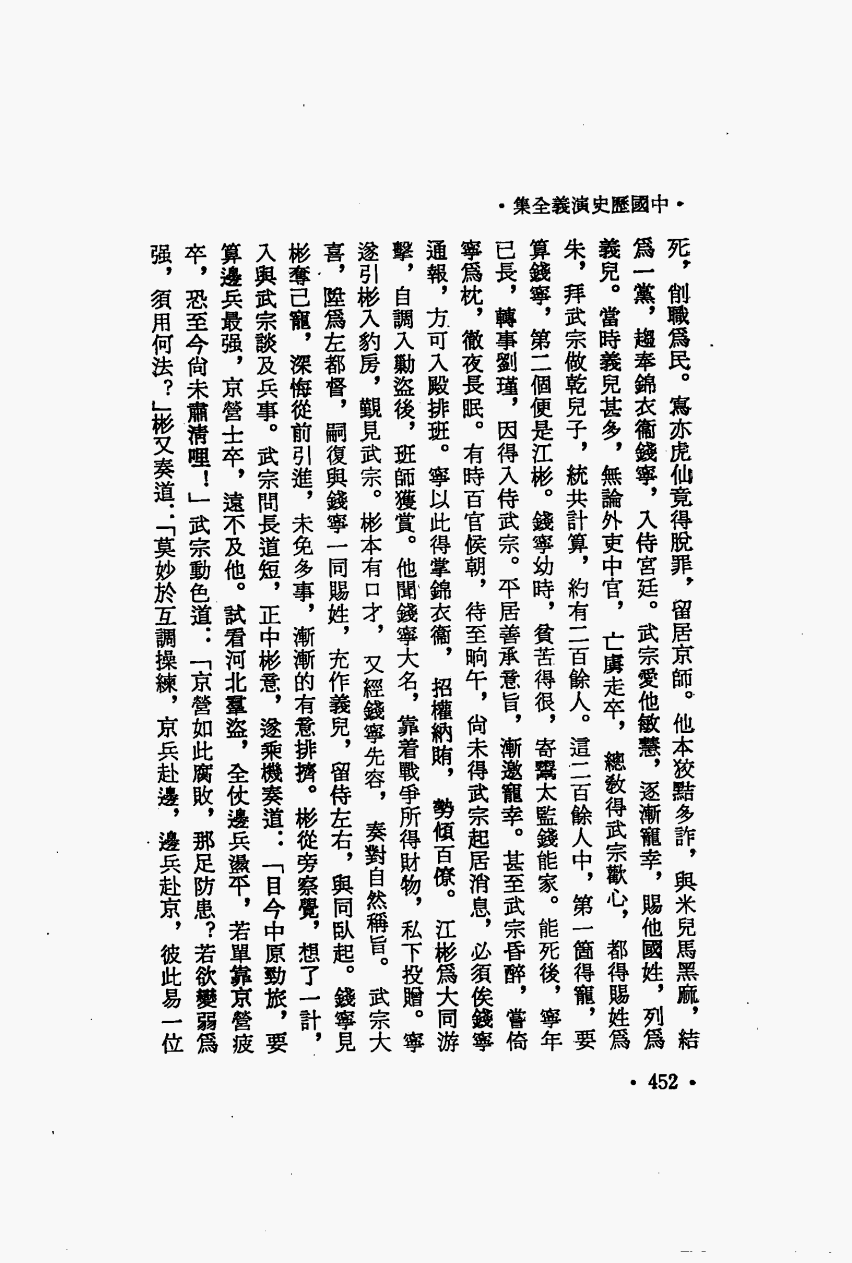 •中國歷史演義全集•
死，削職爲民。寫亦虎仙竟得脫罪，留居京師。他本狡黠多詐，與米兒馬黑麻，結
爲一黨，趨奉錦衣衞錢寧，入侍宮廷。武宗愛他敏慧，逐漸寵幸，賜他國姓，列爲
義兒。當時義兒甚多，無論外吏中官，亡虜走卒，總敎得武宗歡心，都得賜姓爲
朱，拜武宗做乾兒子，統共計算，約有二百餘人。這二百餘人中，第一箇得寵，要
算錢寧，第二個便是江彬。錢寧幼時，貧苦得很，寄鬻太監錢能家。能死後，寧年
已長，轉事劉瑾，因得入侍武宗。平居善承意旨，漸邀寵幸。甚至武宗昏醉，嘗倚
寧爲枕，徹夜長眠。有時百官候朝，待至晌午，尙未得武宗起居消息，必須俟錢寧
通報，方可入殿排班。寧以此得掌錦衣衞，招權納賄，勢傾百僚。江彬爲大同游
擊，自調入勦盜後，班師獲賞。他聞錢寧大名，靠着戰爭所得財物，私下投贈。寧
遂引彬入豹房，覲見武宗。彬本有口才，又經錢寧先容，奏對自然稱旨。武宗大
喜，陞爲左都督，嗣復與錢寧一同賜姓，充作義兒，留侍左右，與同臥起。錢寧見
彬奪己寵，深悔從前引進，未免多事，漸漸的有意排擠。彬從旁察覺，想了一計，
入與武宗談及兵事。武宗問長道短，正中彬意，遂乘機奏道：「目今中原勁旅，要
算邊兵最强，京營士卒，遠不及他。試看河北羣盜，全仗邊兵盪平，若單靠京營疲
卒，恐至今尙未肅淸哩！」武宗動色道：「京營如此腐敗，那足防患？若欲變弱爲
强，須用何法？」彬又奏道：「莫妙於互調操練，京兵赴邊，邊兵赴京，彼此易一位
•452•